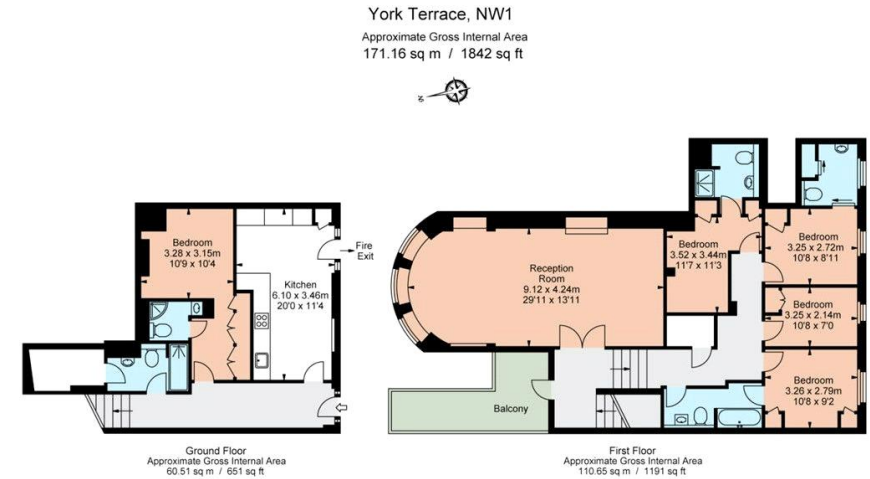 York Terrace, NW1
Approximate Gross Internal Area
171.16 sq m / 1842 sq ft
N
Bedroom
3.28 x 3.15m
10'9 x 10'4
Kitchen
6.10 x 3.46m
20'0 x 11'4
Fire
Exit
Ground Floor
Approximate Gross Internal Area
60.51 sq m / 651 sq ft
Reception
Room
9.12 x 4.24m
29'11 x 13'11
Bedroom
3.52 x 3.44m
11'7 x 11'3
Bedroom
3.25 x 2.72m
10'8 x 8'11
Bedroom
3.25 x 2.14m
10'8 x 7'0
Bedroom
3.26 x 2.79m
10'8 x 9'2
Balcony
First Floor
Approximate Gross Internal Area
110.65 sq m / 1191 sq ft